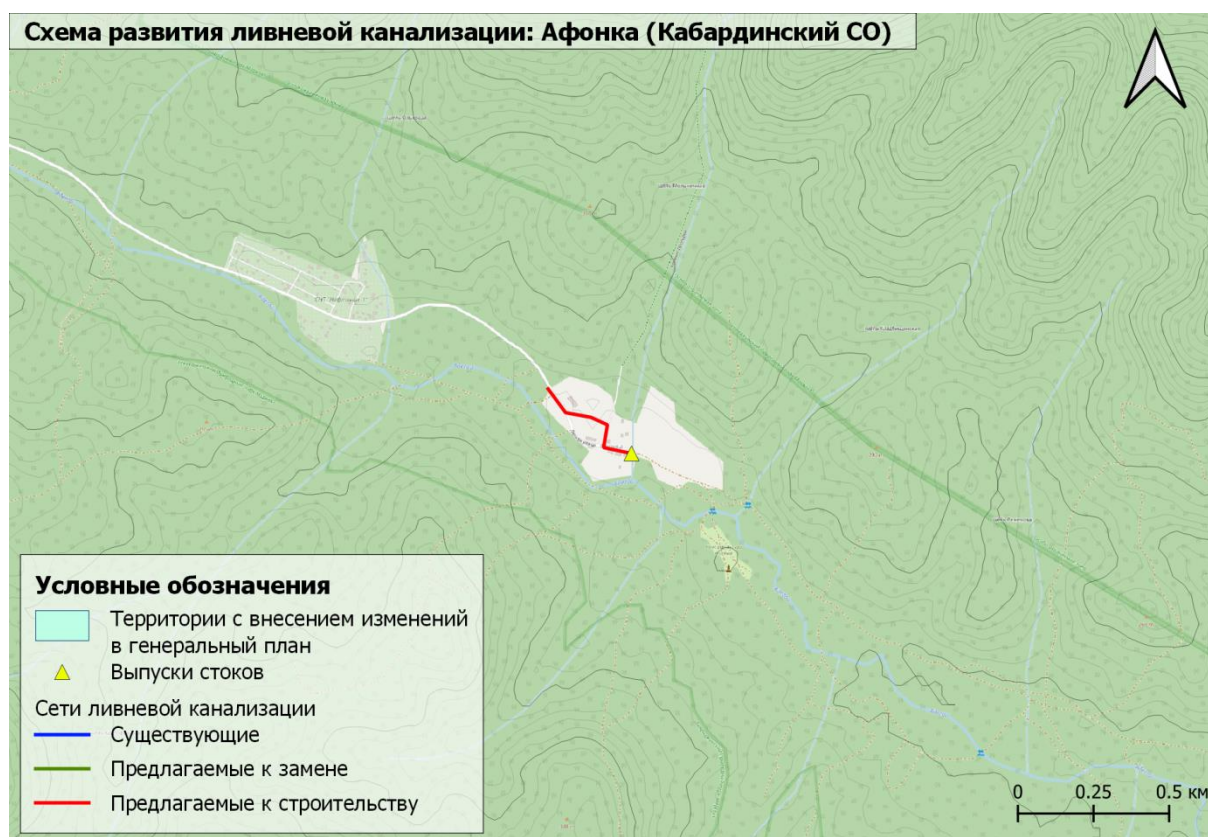 Схема развития ливневой канализации: Афонка (Кабардинский СО)
Условные обозначения
Территории с внесением изменений
в генеральный план
Выпуски стоков
Сети ливневой канализации
Существующие
Предлагаемые к замене
Предлагаемые к строительству
0 0.25 0.5 км